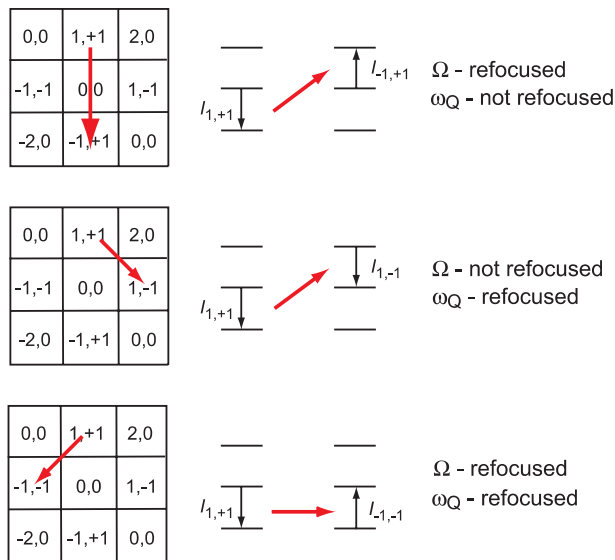 0,0 1,+1 2,0
-1,-1 0,0 1,-1
-2,0 -1,+1 0,0
I1,+1
I-1,+1
Ω - refocused
ωQ - not refocused
0,0 1,+1 2,0
-1,-1 0,0 1,-1
-2,0 -1,+1 0,0
I1,+1
I1,-1
Ω - not refocused
ωQ - refocused
0,0 1,+1 2,0
-1,-1 0,0 1,-1
-2,0 -1,+1 0,0
I1,+1
I-1,-1
Ω - refocused
ωQ - refocused